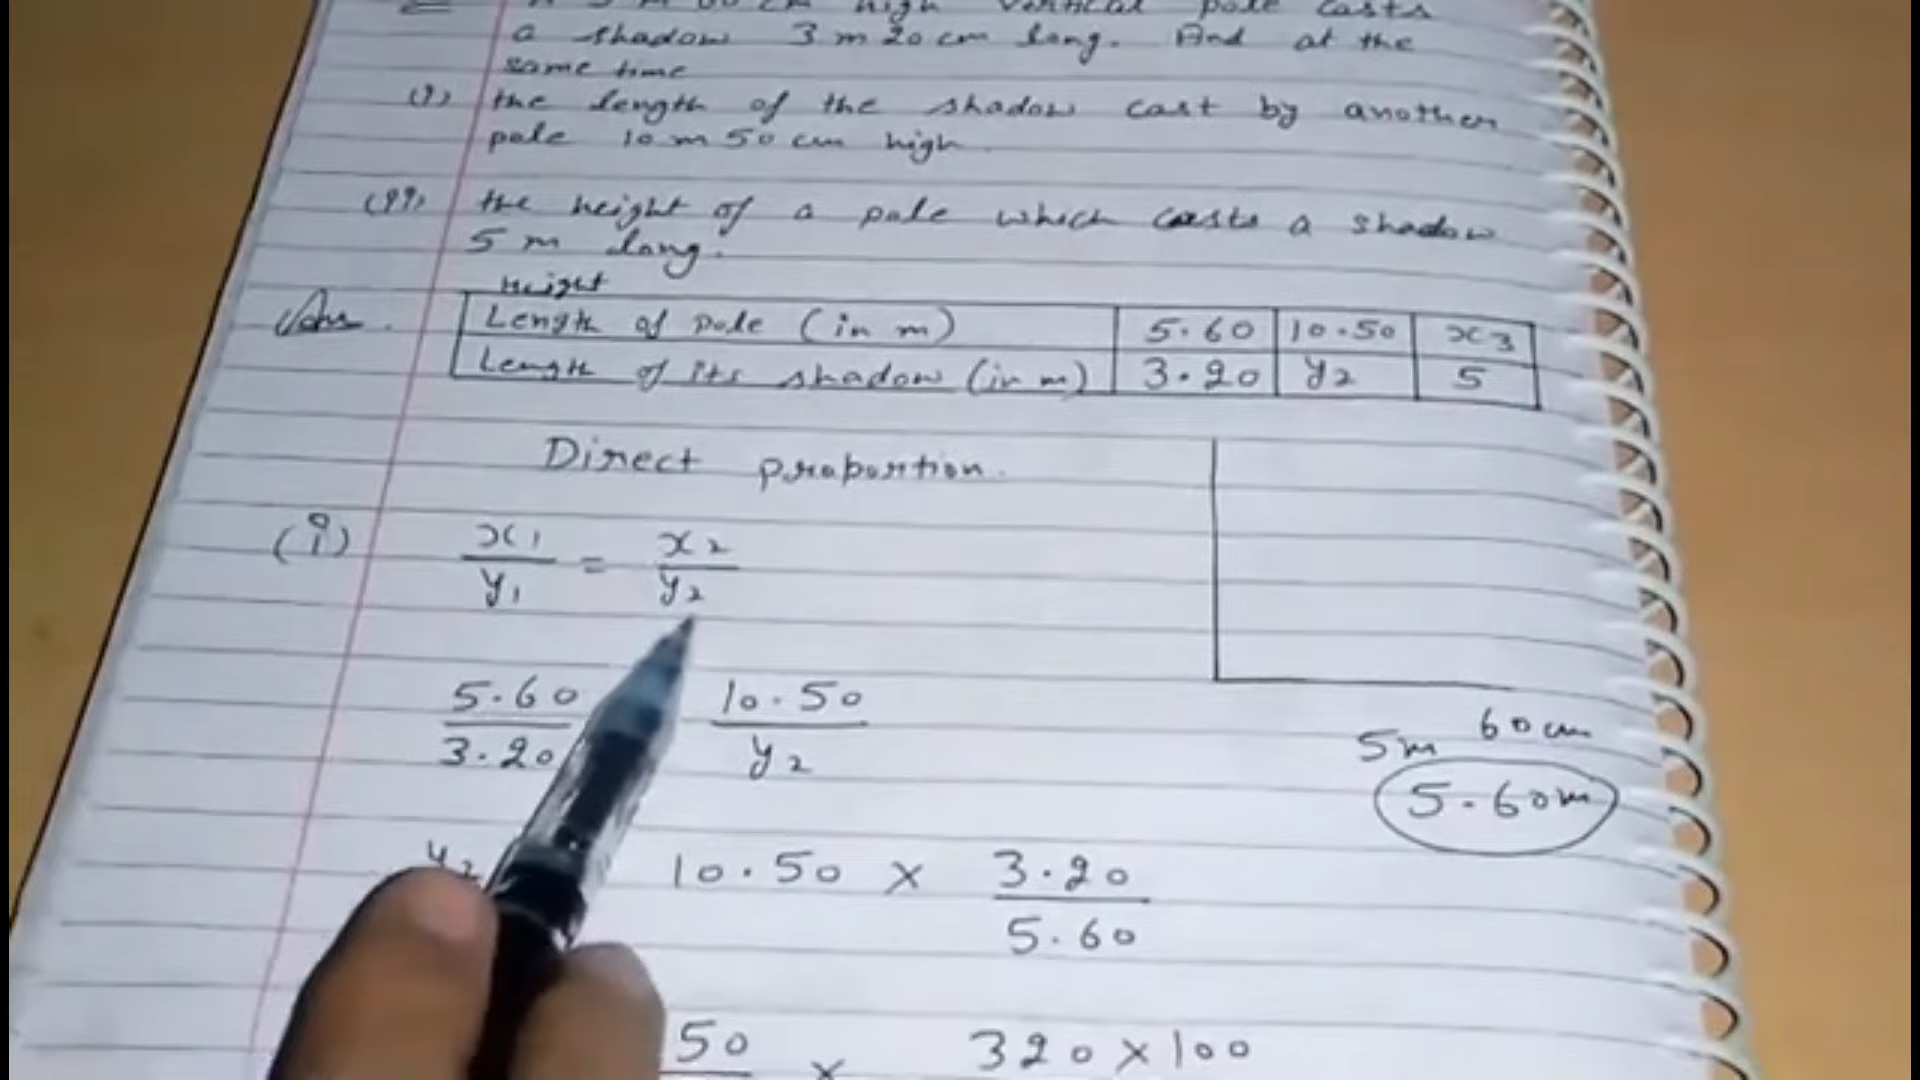 a shadow 3 m 20 cm long. Find at the
same time
(i) the length of the shadow cast by another
pole 10 m 50 cm high.
(ii) the height of a pole which casts a shadow
5 m long.
Height
Ans. Length of pole (in m) 5.60 10.50 x3
Length of its shadow (in m) 3.20 y2 5
Direct proportion.
(i) x1 = x2
y1 y2
5.60 10.50
3.20 y2
5m 60 cm
5.60m
y2 10.50 × 3.20
5.60
50 × 320 × 100